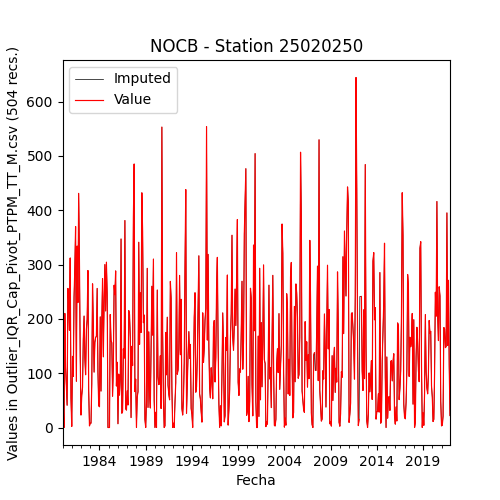 NOCB - Station 25020250
Imputed
Value
Values in Outlier_IQR_Cap_Pivot_PTPM_TT_M.csv (504 recs.)
600
500
400
300
200
100
0
1984 1989 1994 1999 2004 2009 2014 2019
Fecha